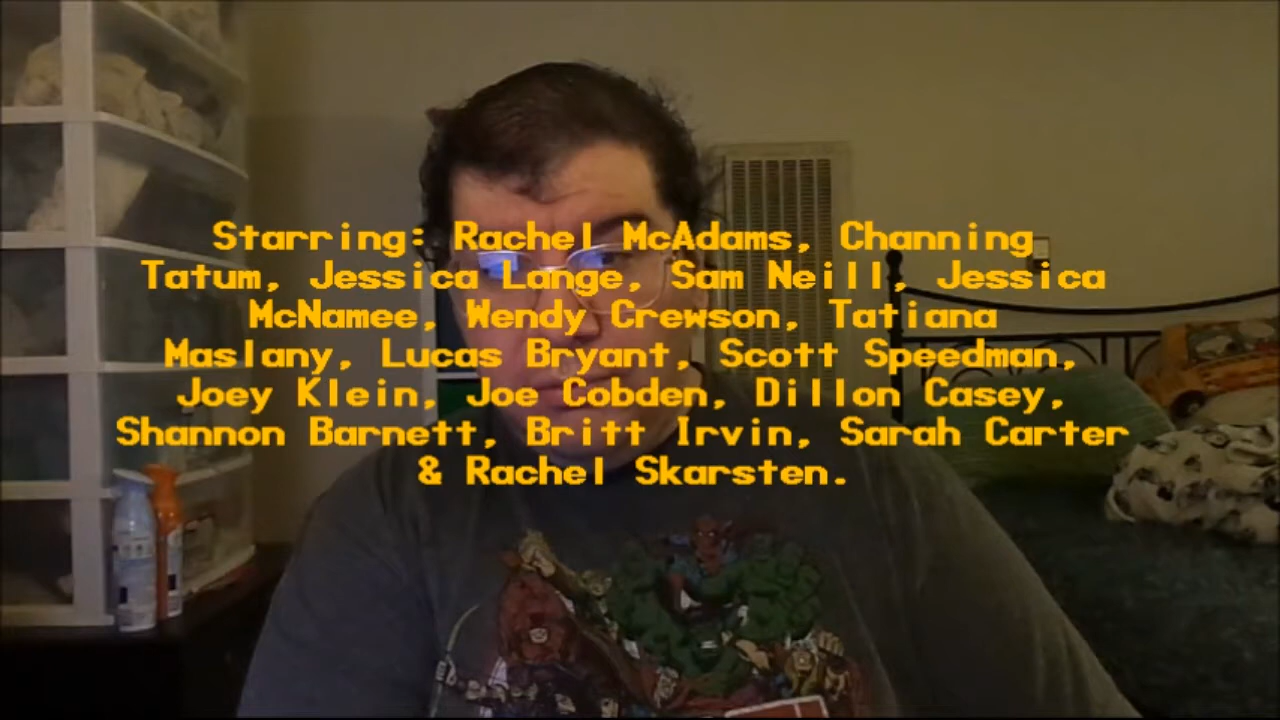 Starring: Rachel McAdams, Channing
Tatum, Jessica Lange, Sam Neill, Jessica
McNamee, Wendy Crewson, Tatiana
Maslany, Lucas Bryant, Scott Speedman,
Joey Klein, Joe Cobden, Dillon Casey,
Shannon Barnett, Britt Irvin, Sarah Carter
& Rachel Skarsten.